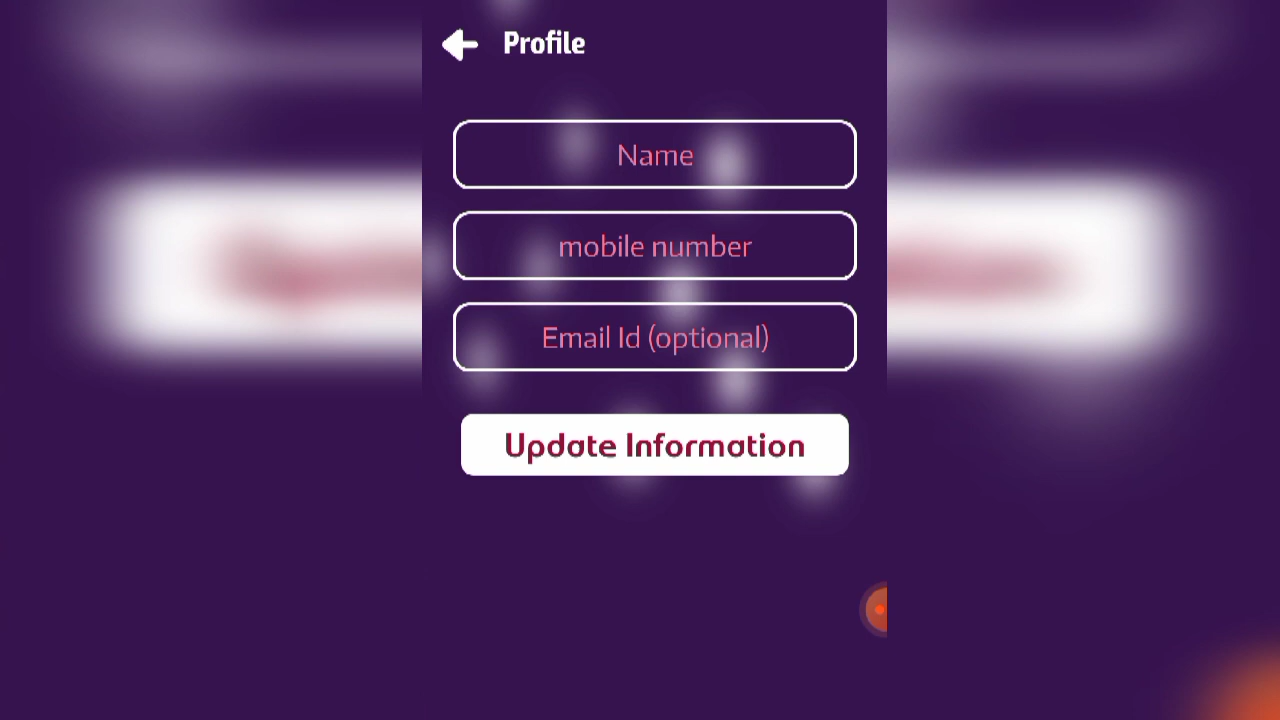 Profile
Name
mobile number
Email Id (optional)
Update Information